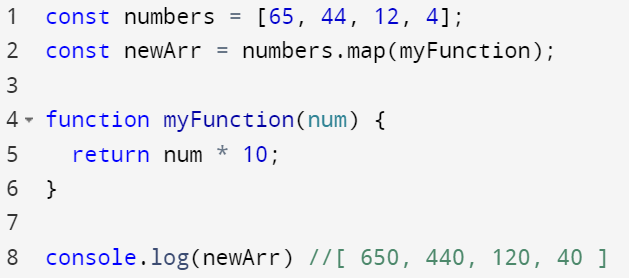 1 const numbers = [65, 44, 12, 4];
2 const newArr = numbers.map(myFunction);
3
4 function myFunction(num) {
5   return num * 10;
6 }
7
8 console.log(newArr) //[ 650, 440, 120, 40 ]